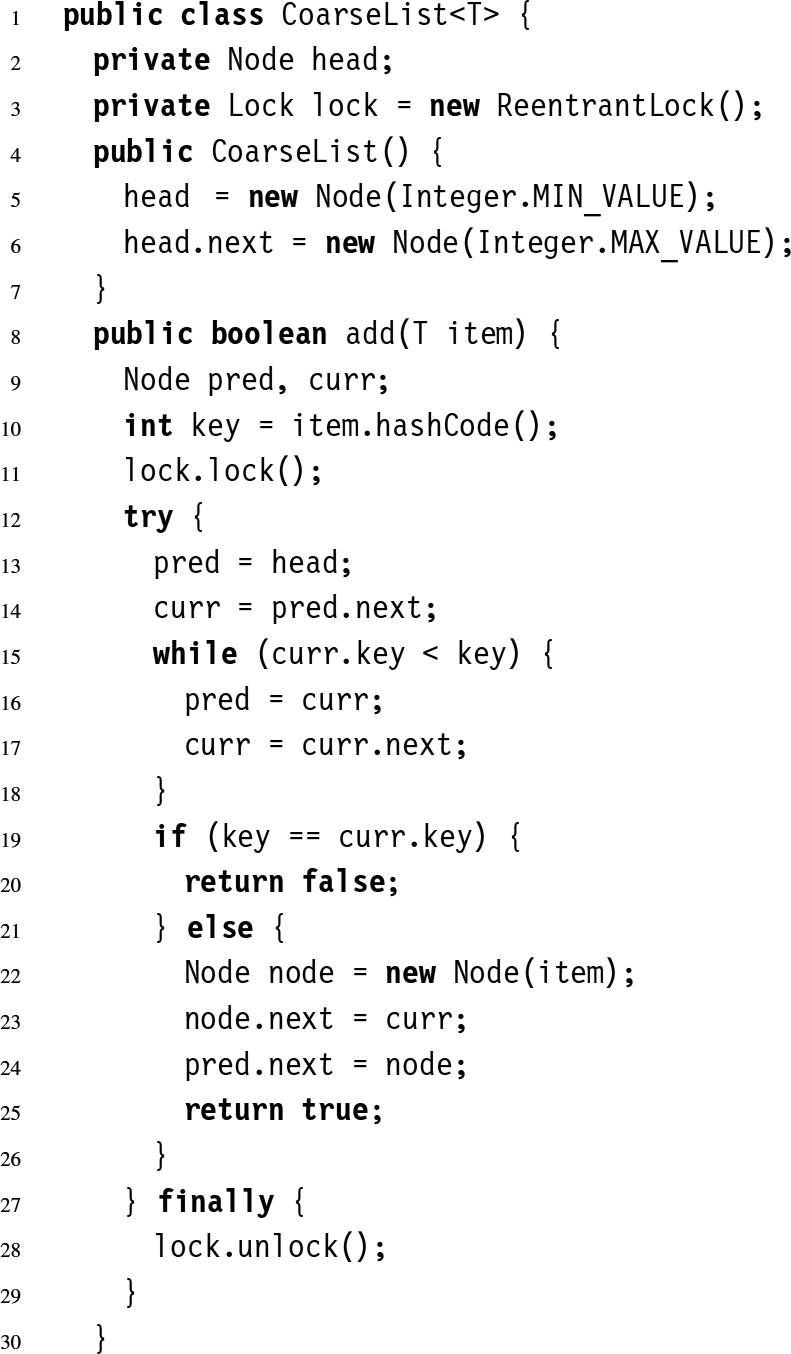 1 public class CoarseList<T> {
2 private Node head;
3 private Lock lock = new ReentrantLock();
4 public CoarseList() {
5 head = new Node(Integer.MIN_VALUE);
6 head.next = new Node(Integer.MAX_VALUE);
7 }
8 public boolean add(T item) {
9 Node pred, curr;
10 int key = item.hashCode();
11 lock.lock();
12 try {
13 pred = head;
14 curr = pred.next;
15 while (curr.key < key) {
16 pred = curr;
17 curr = curr.next;
18 }
19 if (key == curr.key) {
20 return false;
21 } else {
22 Node node = new Node(item);
23 node.next = curr;
24 pred.next = node;
25 return true;
26 }
27 } finally {
28 lock.unlock();
29 }
30 }